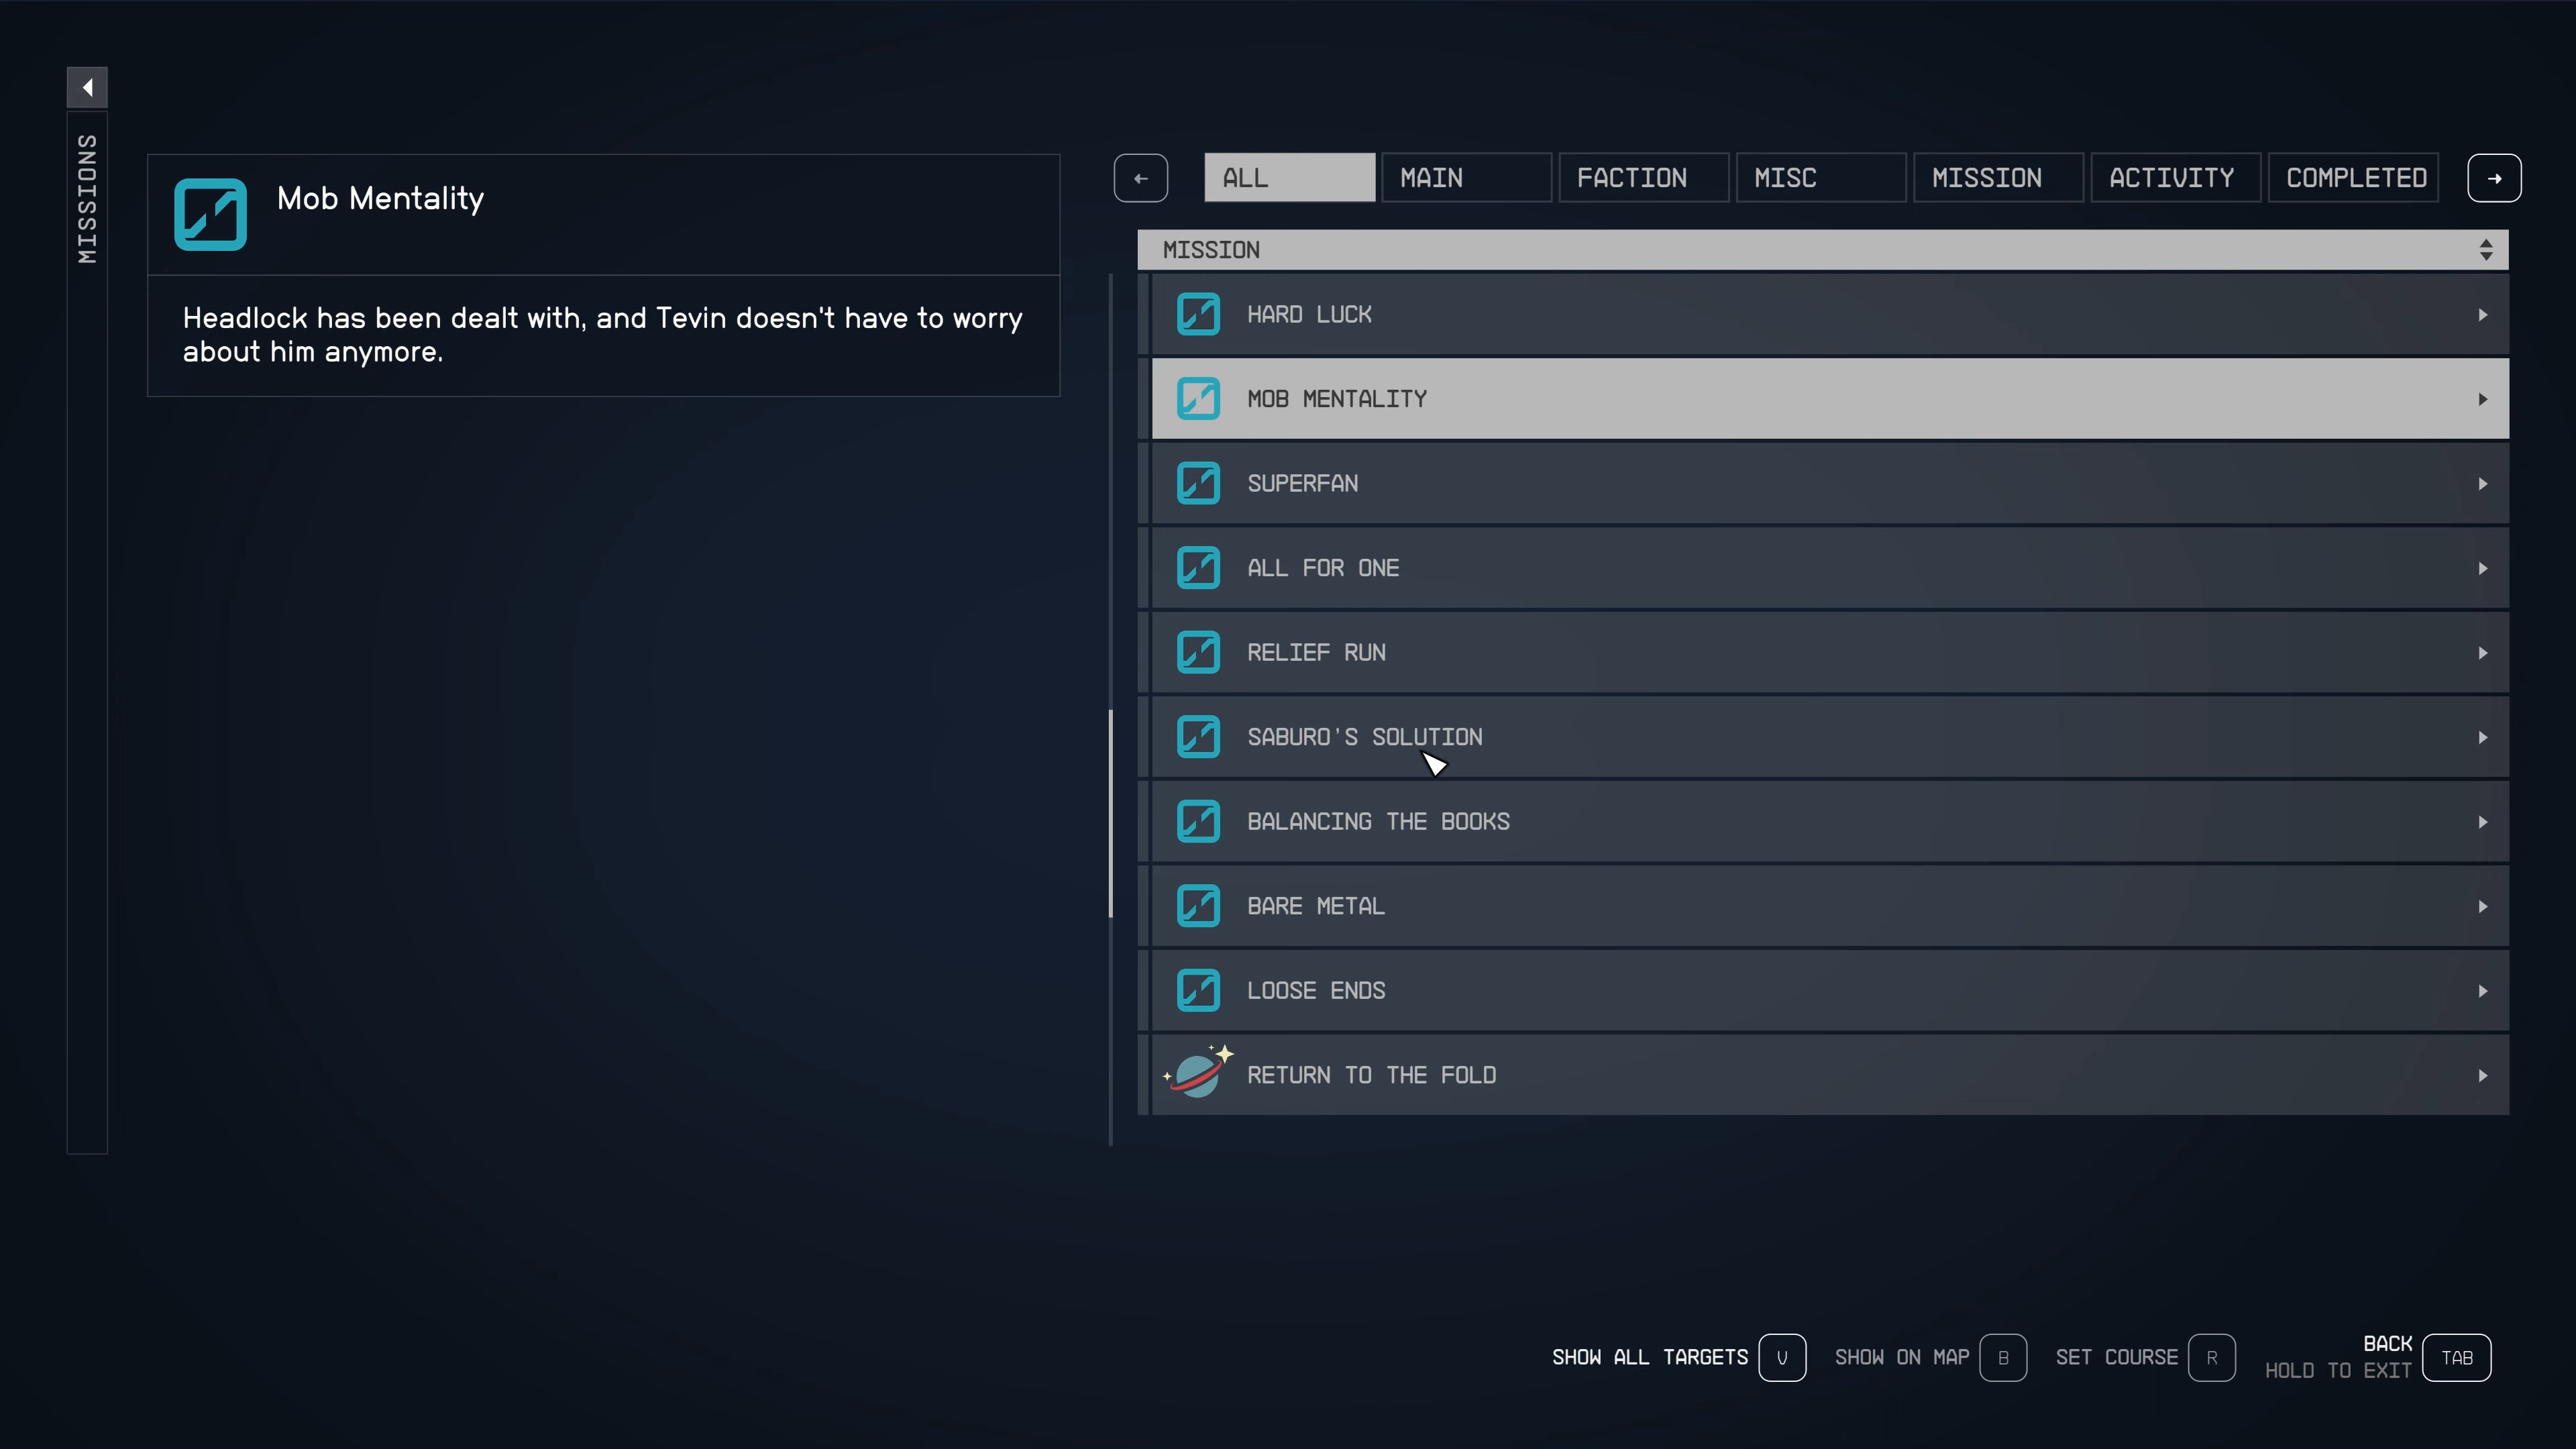 MISSIONS
Mob Mentality
Headlock has been dealt with, and Tevin doesn't have to worry
about him anymore.
ALL
MAIN
FACTION
MISC
MISSION
ACTIVITY
COMPLETED
MISSION
HARD LUCK
MOB MENTALITY
SUPERFAN
ALL FOR ONE
RELIEF RUN
SABURO'S SOLUTION
BALANCING THE BOOKS
BARE METAL
LOOSE ENDS
RETURN TO THE FOLD
SHOW ALL TARGETS V
SHOW ON MAP B
SET COURSE R
BACK
HOLD TO EXIT
TAB